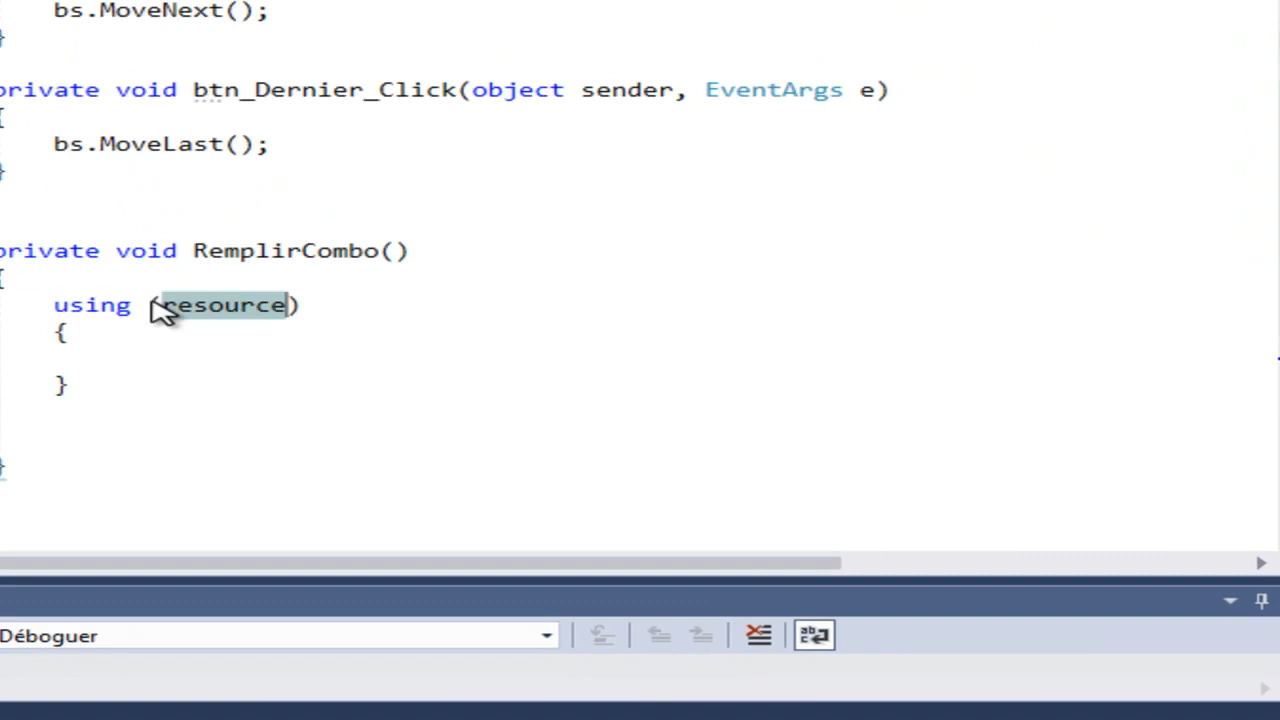 bs.MoveNext();
}
private void btn_Dernier_Click(object sender, EventArgs e)
{
bs.MoveLast();
}
private void RemplirCombo()
{
using (resource)
{
}
}
Déboguer